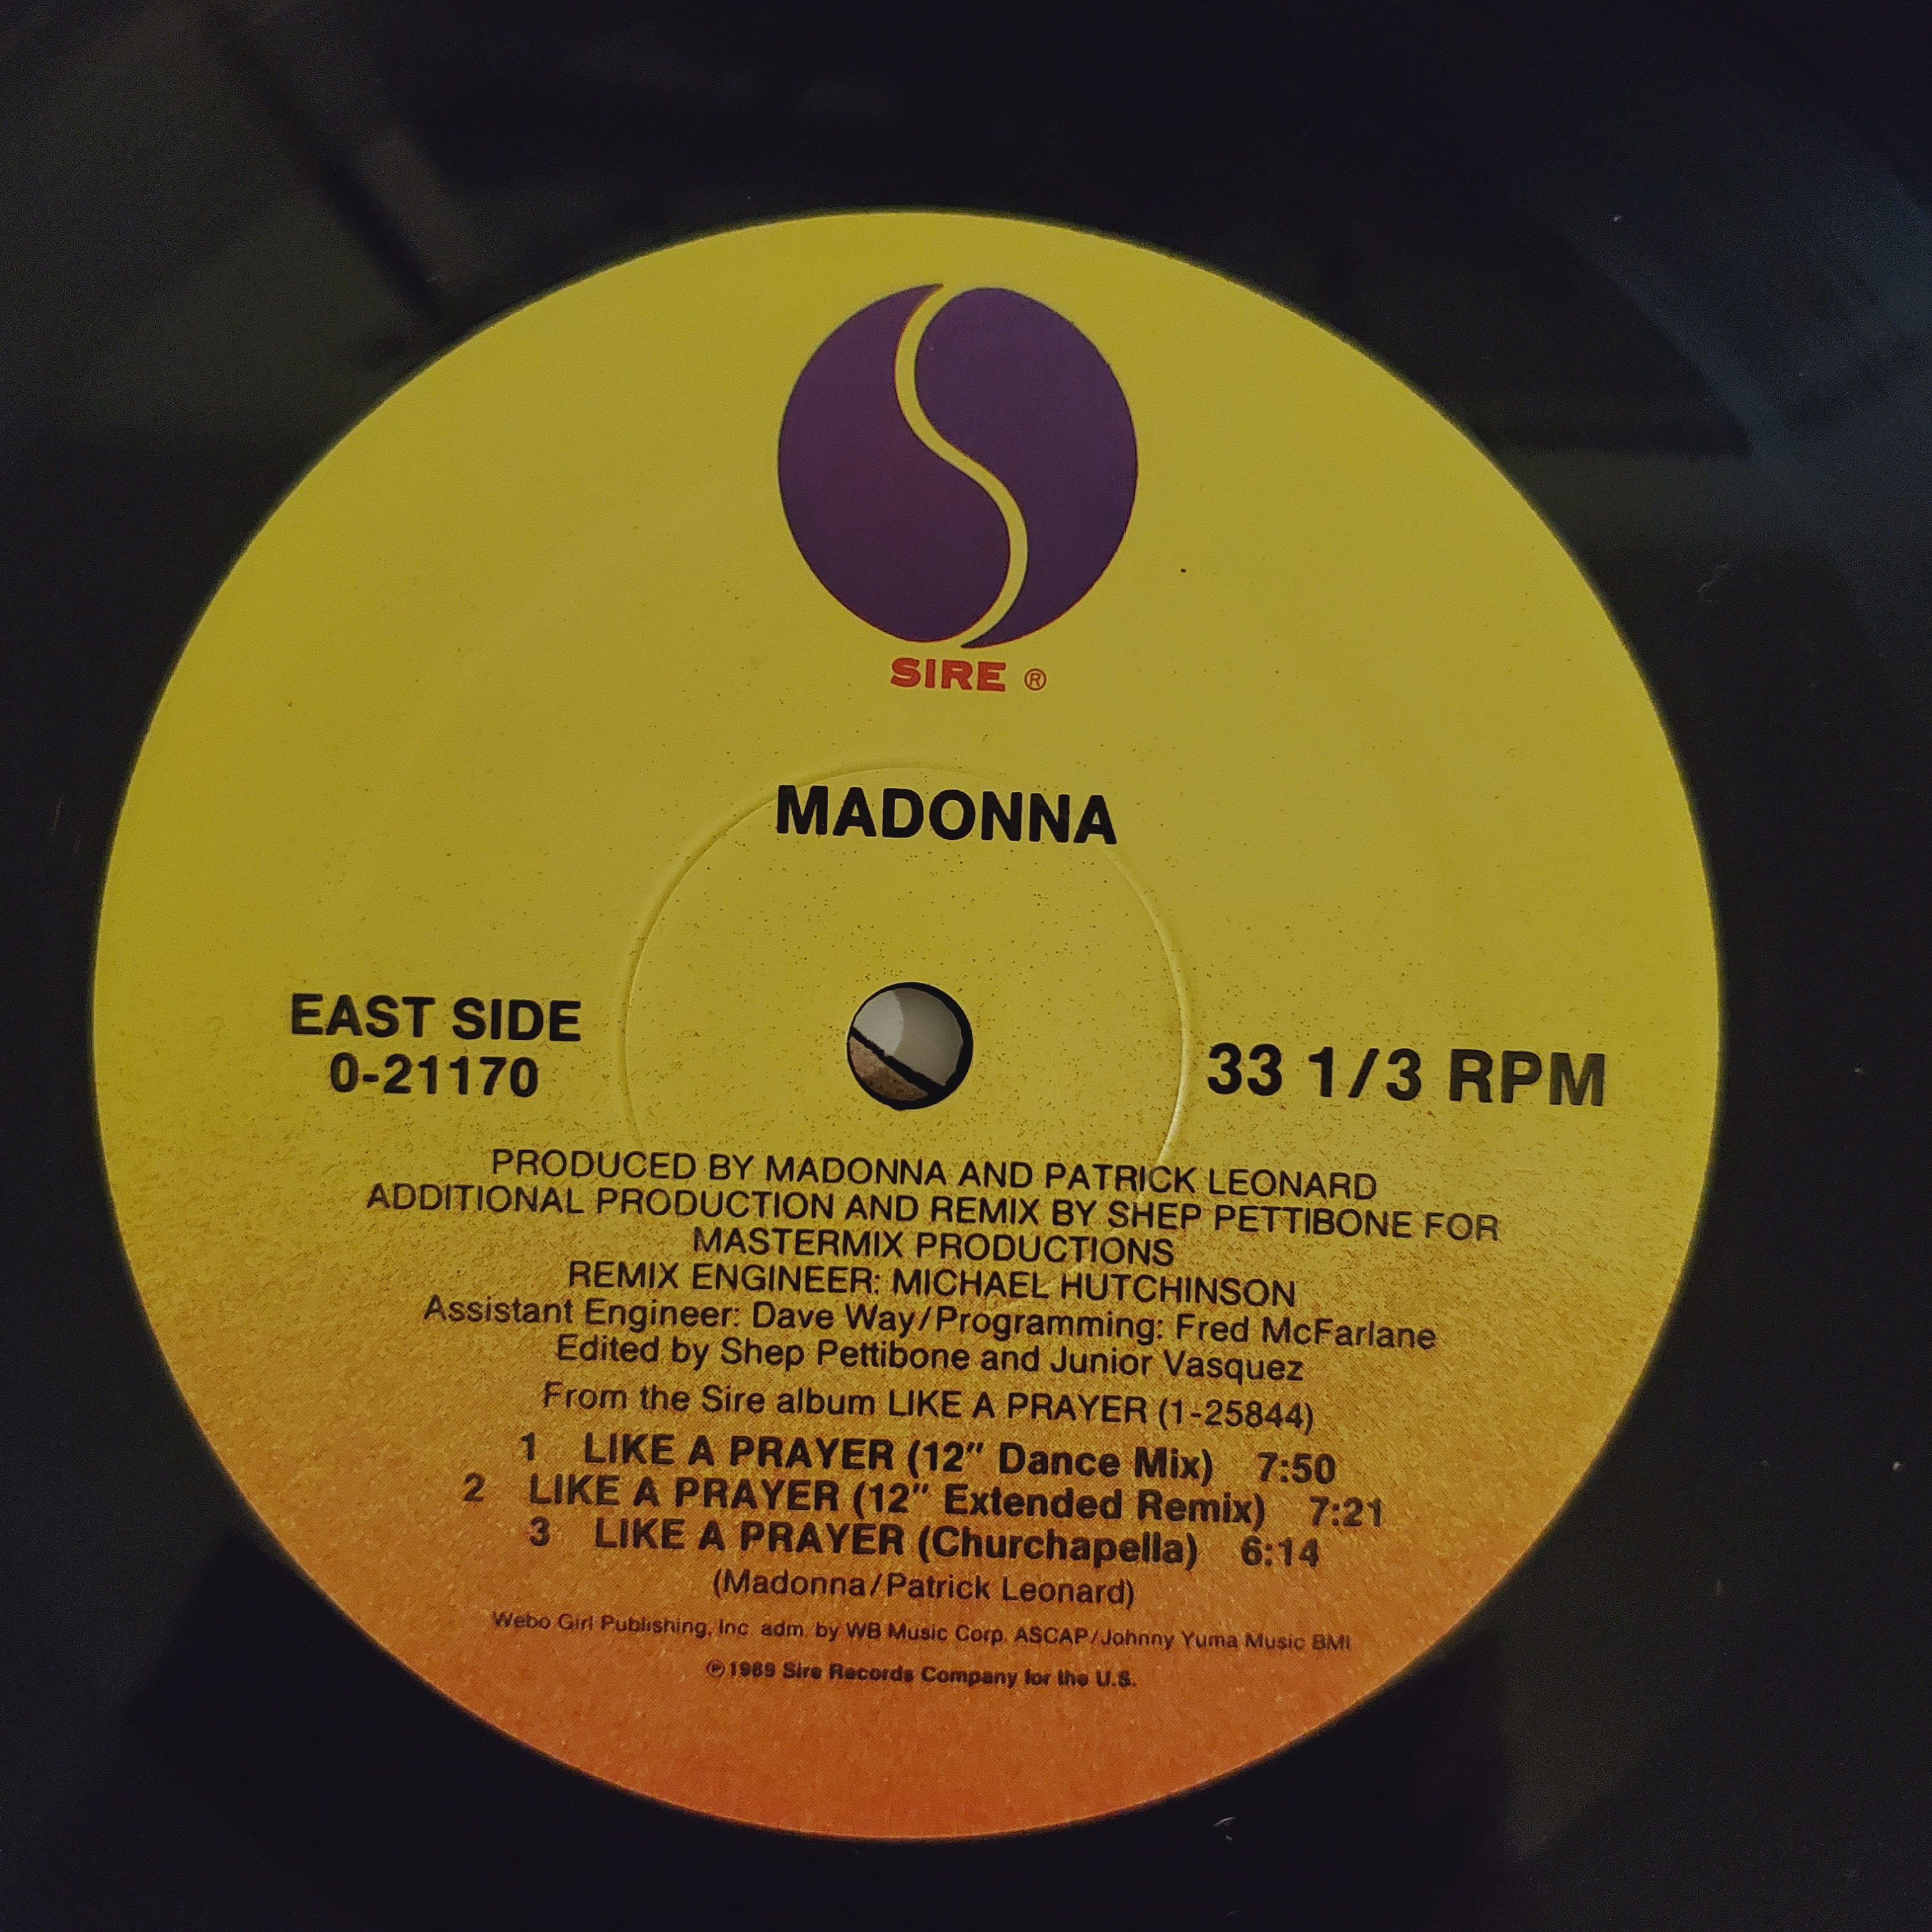 SIRE ®
MADONNA
EAST SIDE
0-21170
33 1/3 RPM
PRODUCED BY MADONNA AND PATRICK LEONARD
ADDITIONAL PRODUCTION AND REMIX BY SHEP PETTIBONE FOR
MASTERMIX PRODUCTIONS
REMIX ENGINEER: MICHAEL HUTCHINSON
Assistant Engineer: Dave Way/Programming: Fred McFarlane
Edited by Shep Pettibone and Junior Vasquez
From the Sire album LIKE A PRAYER (1-25844)
1 LIKE A PRAYER (12" Dance Mix) 7:50
2 LIKE A PRAYER (12" Extended Remix) 7:21
3 LIKE A PRAYER (Churchapella) 6:14
(Madonna/Patrick Leonard)
Webo Girl Publishing, Inc. adm. by WB Music Corp. ASCAP/Johnny Yuma Music BMI
℗ 1989 Sire Records Company for the U.S.